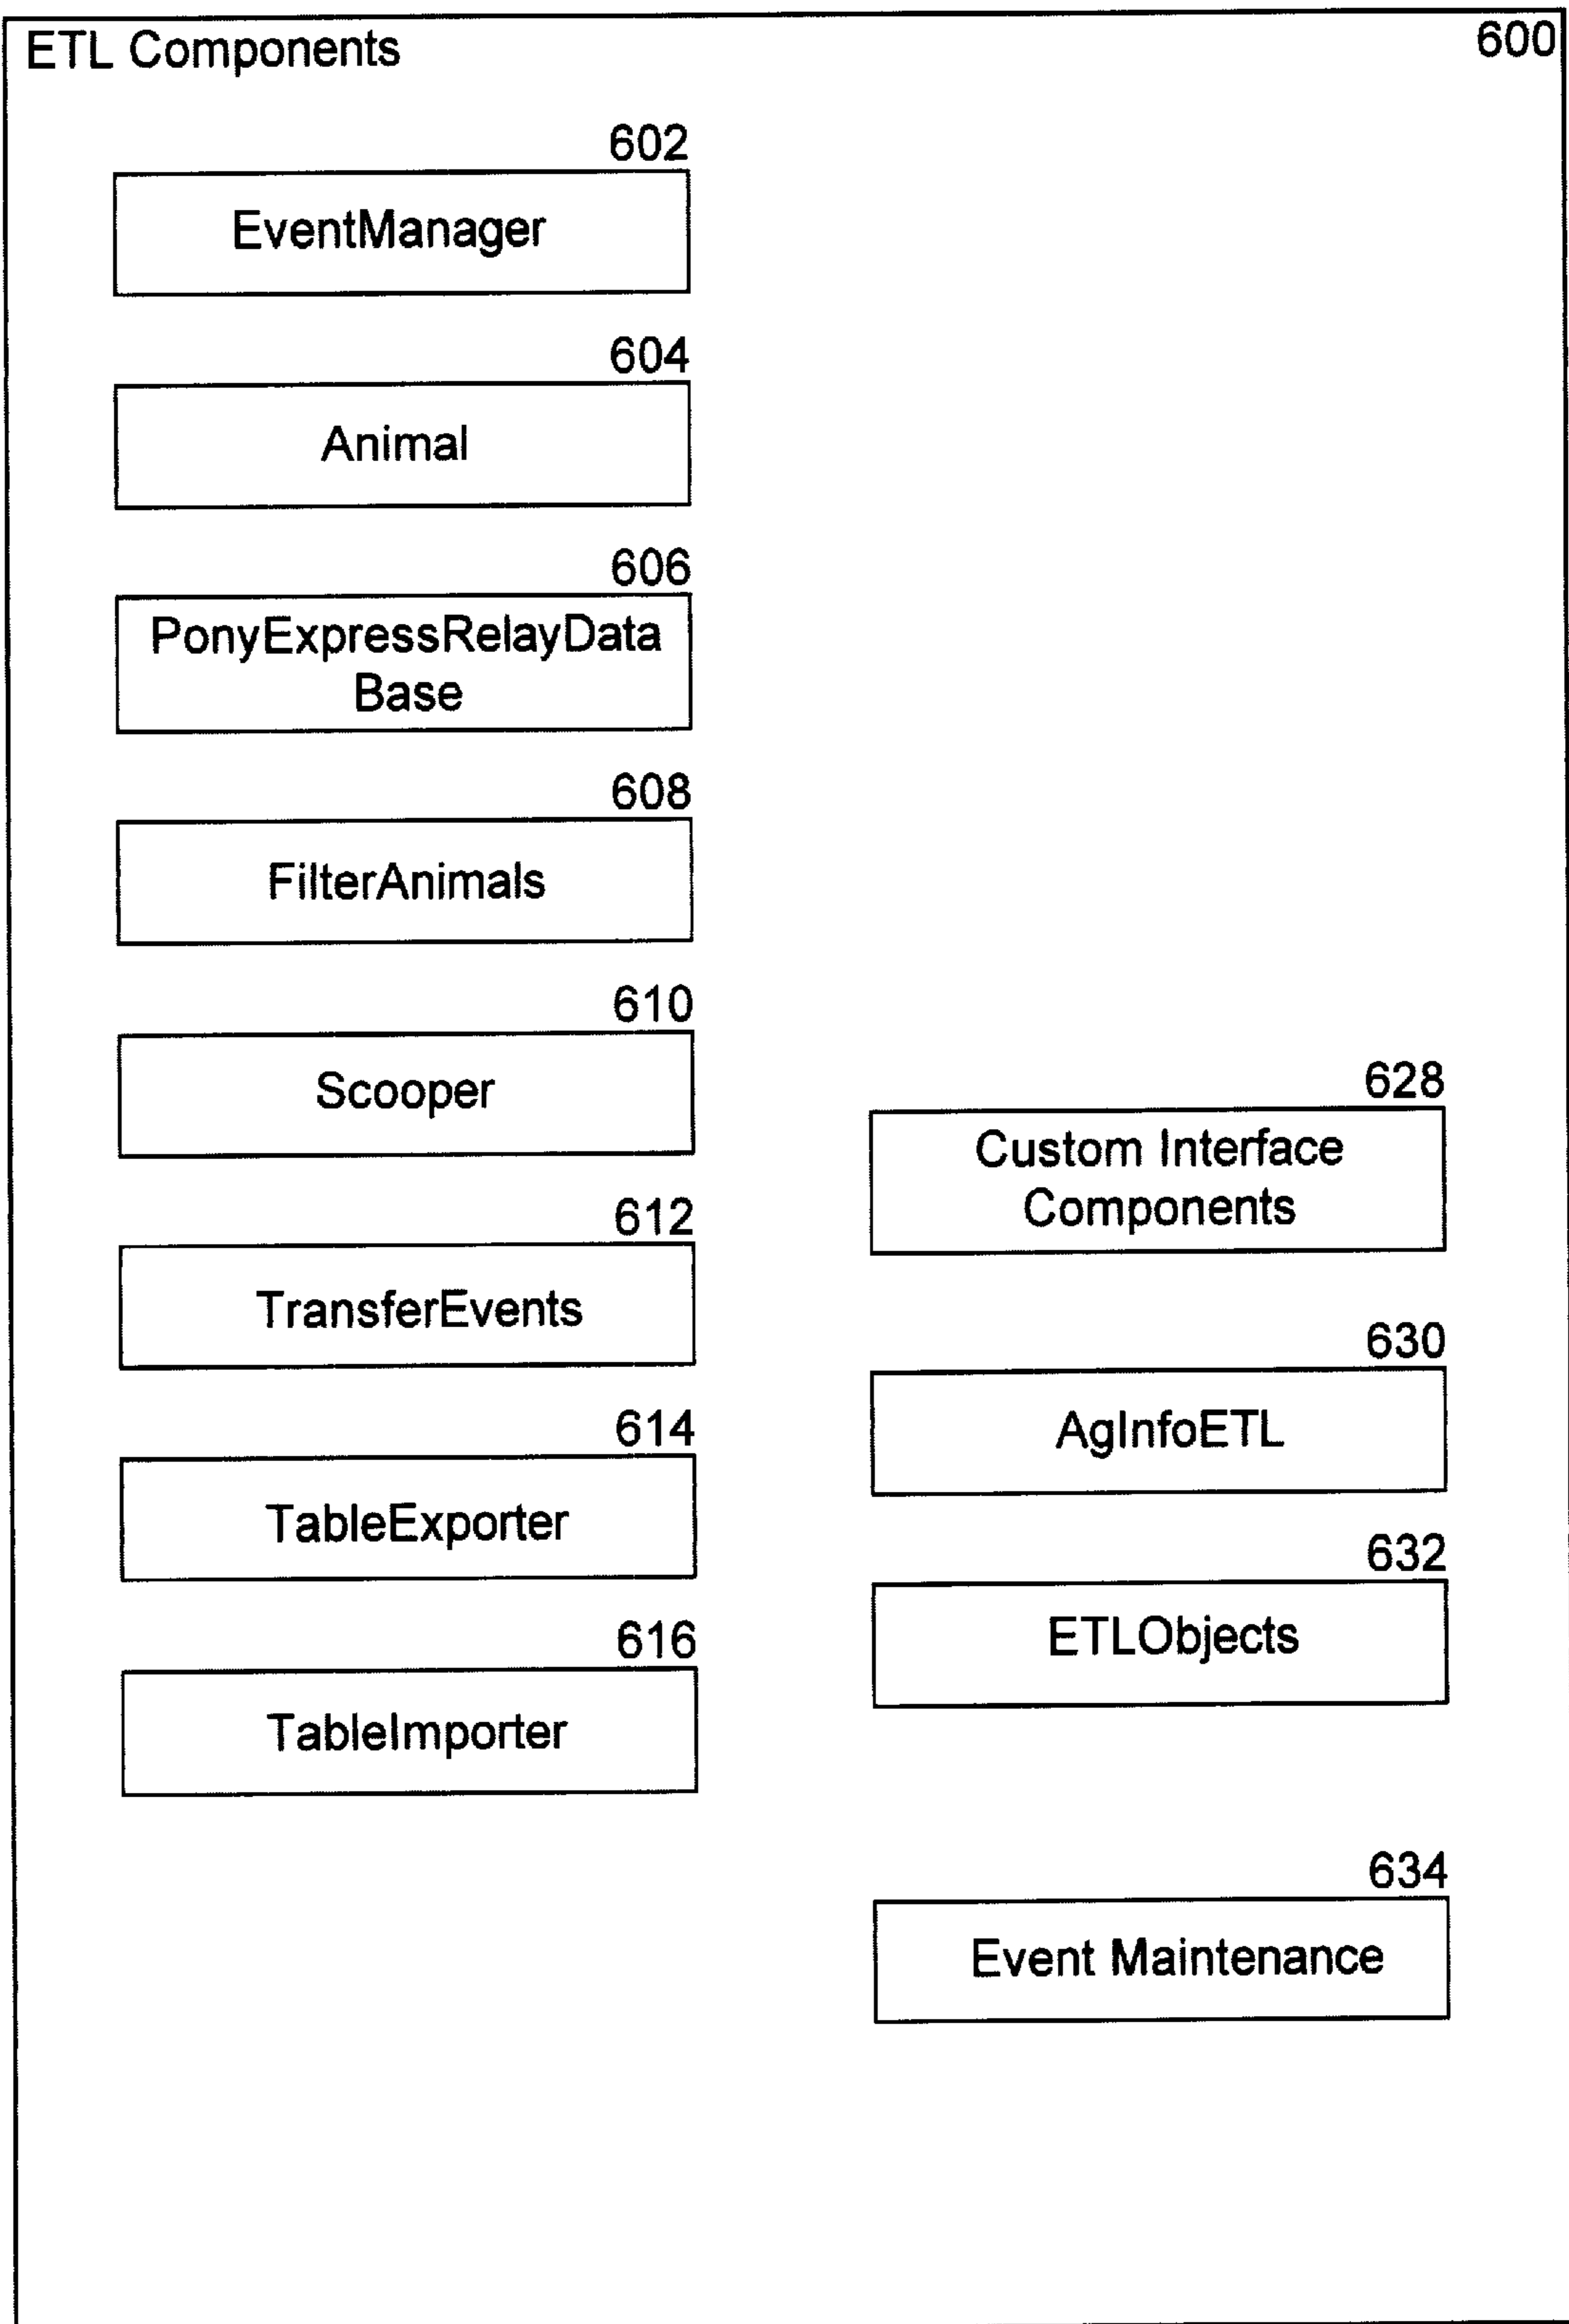 ETL Components
600
602
EventManager
604
Animal
606
PonyExpressRelayData
Base
608
FilterAnimals
610
Scooper
612
TransferEvents
614
TableExporter
616
TableImporter
628
Custom Interface
Components
630
AgInfoETL
632
ETLObjects
634
Event Maintenance